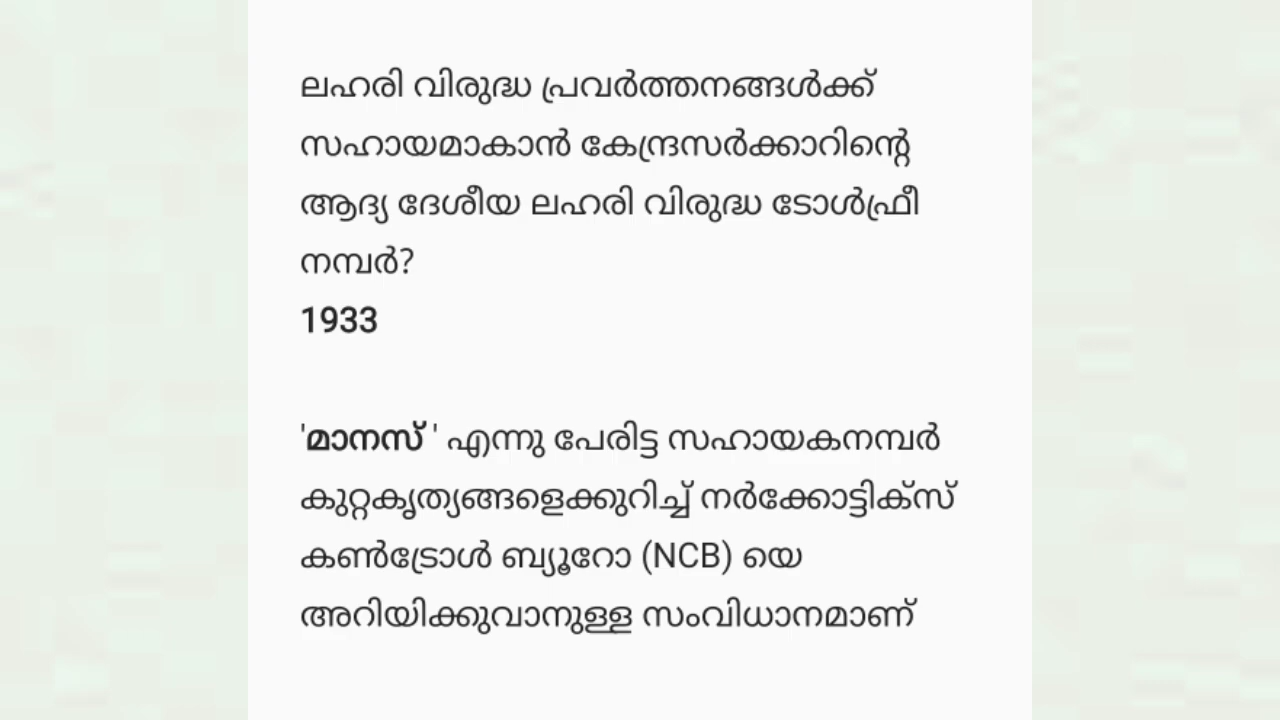 ലഹരി വിരുദ്ധ പ്രവർത്തനങ്ങൾക്ക്
സഹായമാകാൻ കേന്ദ്രസർക്കാറിന്റെ
ആദ്യ ദേശീയ ലഹരി വിരുദ്ധ ടോൾഫ്രീ
നമ്പർ?
1933
'മാനസ് ' എന്നു പേരിട്ട സഹായകനമ്പർ
കുറ്റകൃത്യങ്ങളെക്കുറിച്ച് നർക്കോട്ടിക്സ്
കൺട്രോൾ ബ്യൂറോ (NCB) യെ
അറിയിക്കുവാനുള്ള സംവിധാനമാണ്